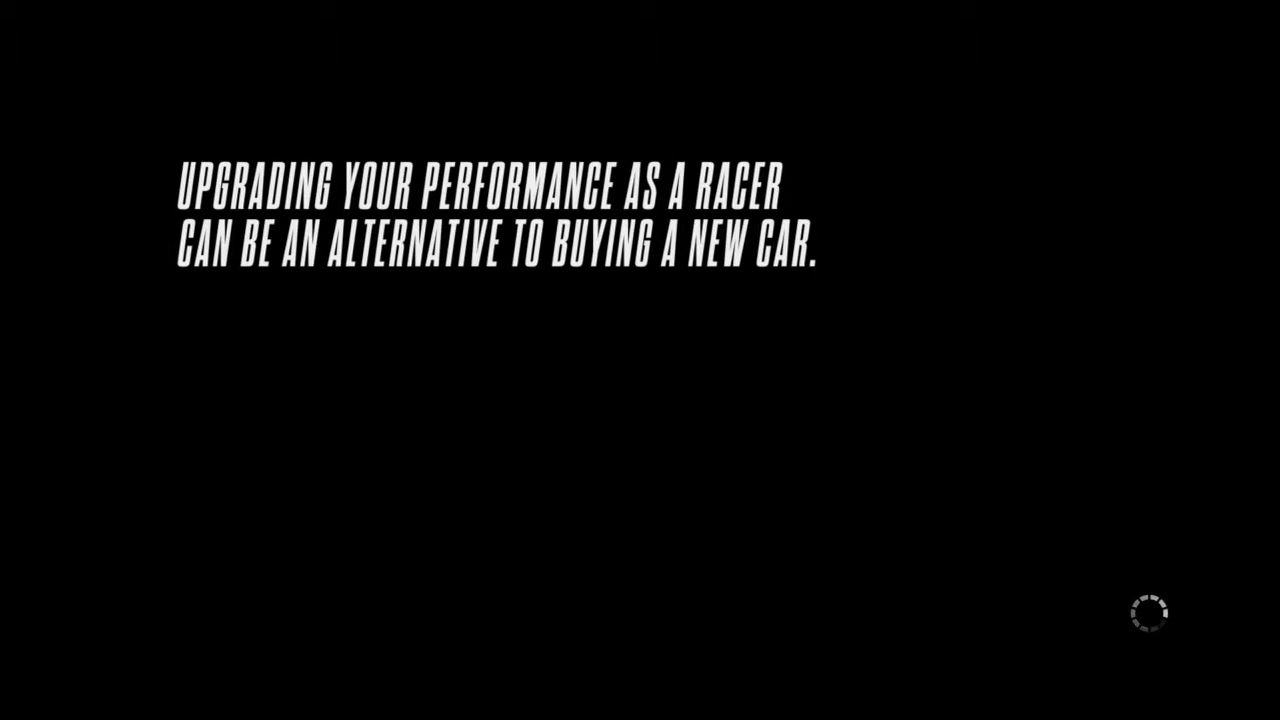 UPGRADING YOUR PERFORMANCE AS A RACER
CAN BE AN ALTERNATIVE TO BUYING A NEW CAR.